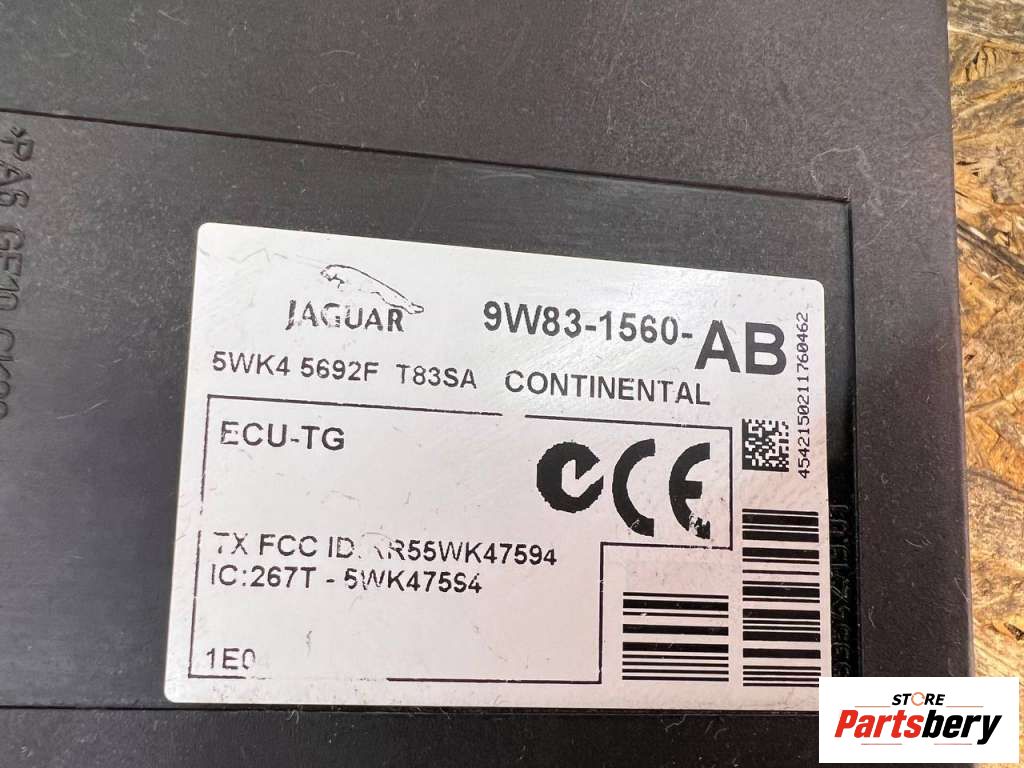 JAGUAR
9W83-1560-AB
5WK4 5692F T83SA CONTINENTAL
ECU-TG
CE
TX FCC ID: KR55WK47594
IC:267T - 5WK47594
1E0
4542150211760462
STORE
Partsbery